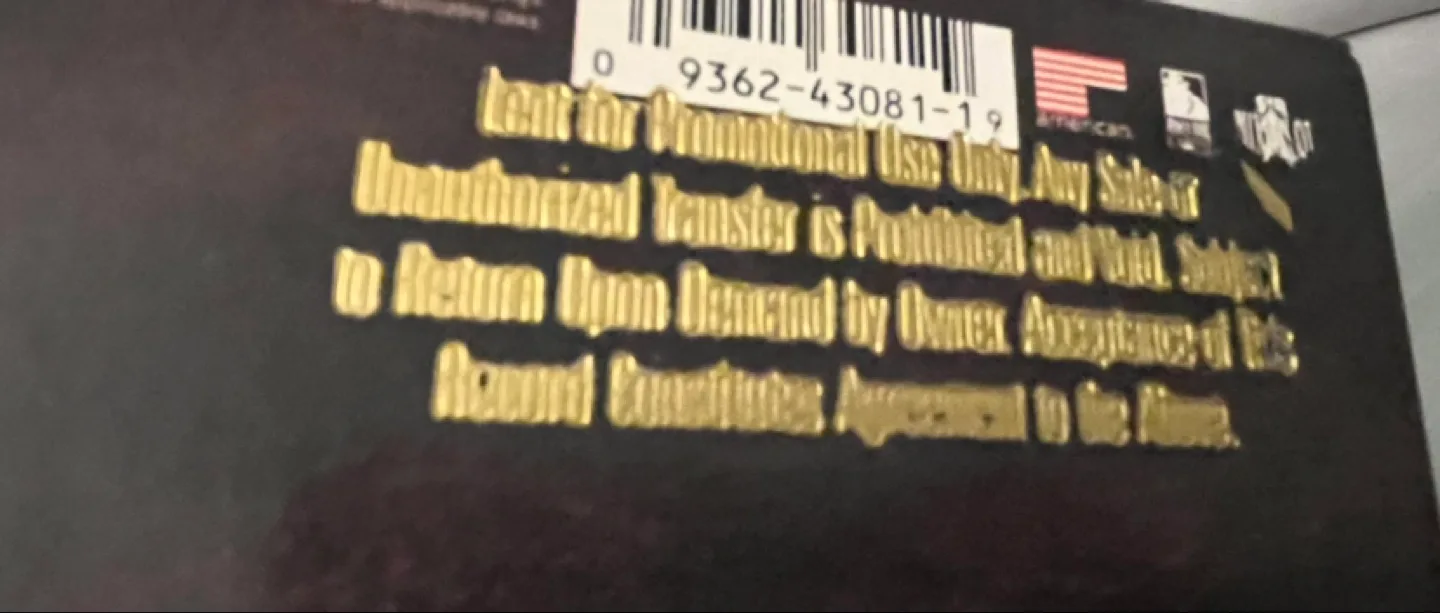 0 9362-43081-1 9
American
Lent for Promotional Use Only. Any Sale or
Unauthorized Transfer is Prohibited and Void. Subject
to Return Upon Demand by Owner. Acceptance of this
Record Constitutes Agreement to the Above.